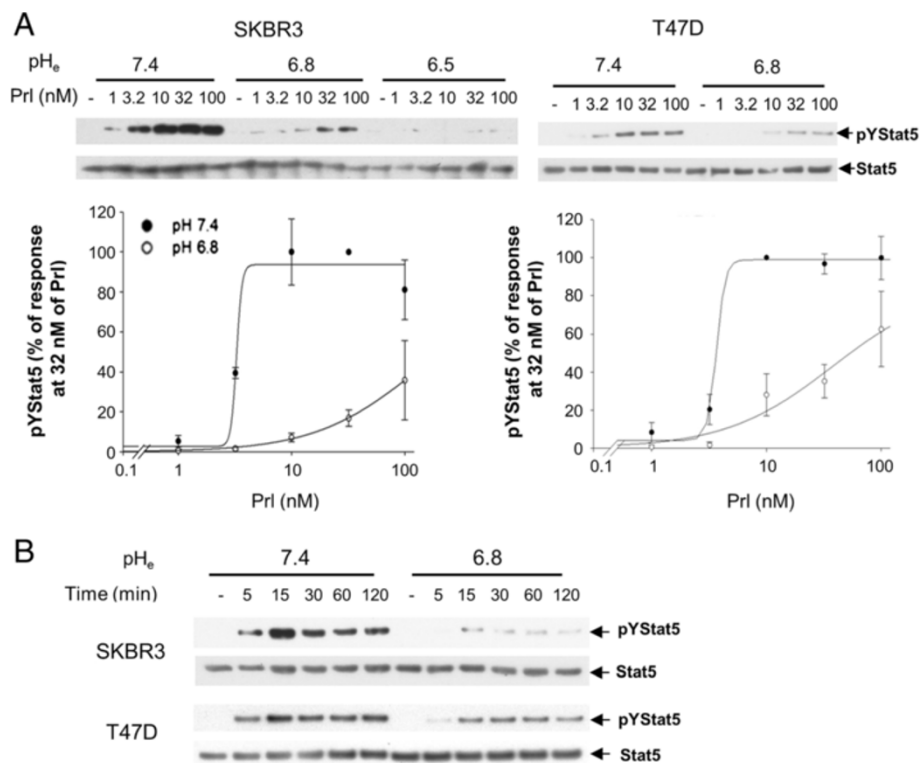 A
SKBR3
T47D
pHe 7.4 6.8 6.5
7.4 6.8
Prl (nM) - 1 3.2 10 32 100 - 1 3.2 10 32 100 - 1 3.2 10 32 100
- 1 3.2 10 32 100 - 1 3.2 10 32 100
pYStat5
Stat5
pYStat5 (% of response
at 32 nM of Prl)
120
100
80
60
40
20
0
0.1 1 10 100
Prl (nM)
pH 7.4
pH 6.8
pYStat5 (% of response
at 32 nM of Prl)
120
100
80
60
40
20
0
0.1 1 10 100
Prl (nM)
B
pHe 7.4 6.8
Time (min) - 5 15 30 60 120 - 5 15 30 60 120
SKBR3
pYStat5
Stat5
T47D
pYStat5
Stat5